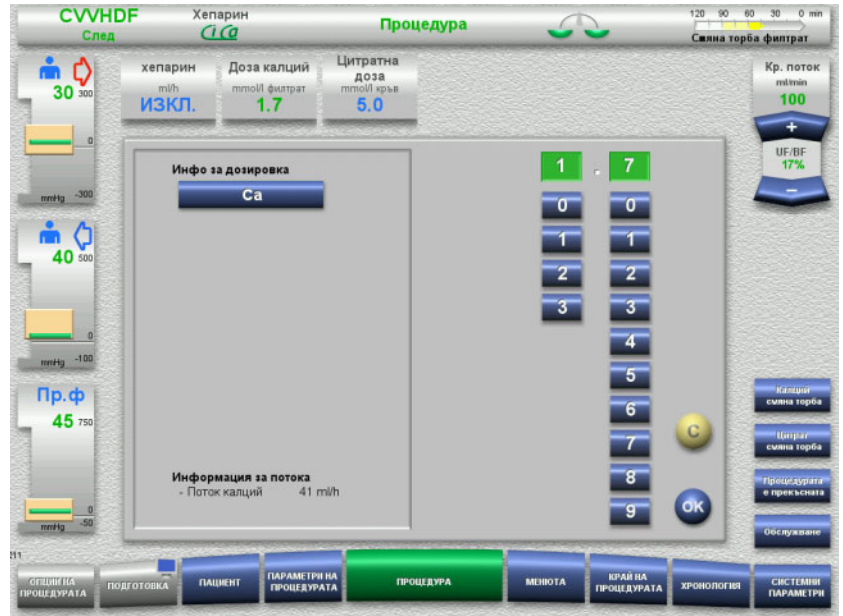 CVVHDF
След
Хепарин
CiCa
Процедура
120 90 60 30 0 min
Смяна торба филтрат
30 300
0
mmHg -300
40 500
0
mmHg -100
Пр.ф
45 750
0
mmHg -50
хепарин
ml/h
ИЗКЛ.
Доза калций
mmol/l филтрат
1.7
Цитратна
доза
mmol/l кръв
5.0
Инфо за дозировка
Ca
Информация за потока
- Поток калций 41 ml/h
1 . 7
0 0
1 1
2 2
3 3
4
5
6
7
8
9
C
OK
Кр. поток
ml/min
100
+
UF/BF
17%
−
Калций
смяна торба
Цитрат
смяна торба
Процедурата
е прекъсната
Обслужване
211
ОПЦИИ НА
ПРОЦЕДУРАТА
ПОДГОТОВКА
ПАЦИЕНТ
ПАРАМЕТРИ НА
ПРОЦЕДУРАТА
ПРОЦЕДУРА
МЕНЮТА
КРАЙ НА
ПРОЦЕДУРАТА
ХРОНОЛОГИЯ
СИСТЕМНИ
ПАРАМЕТРИ